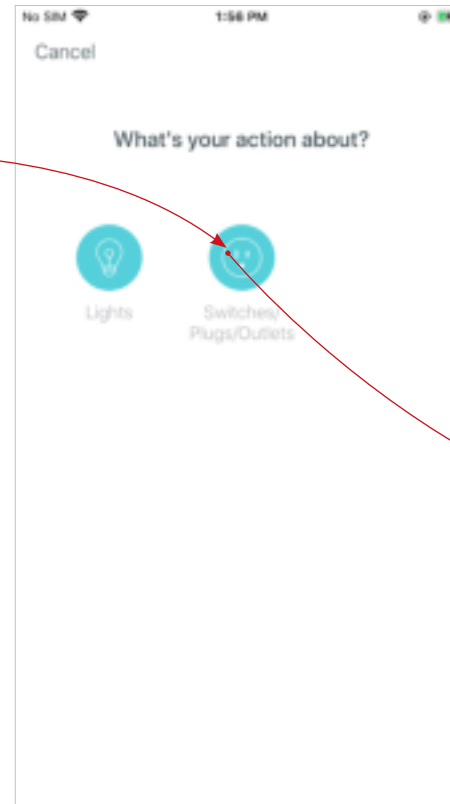 No SIM 1:56 PM
Cancel
What's your action about?
Lights
Switches/
Plugs/Outlets